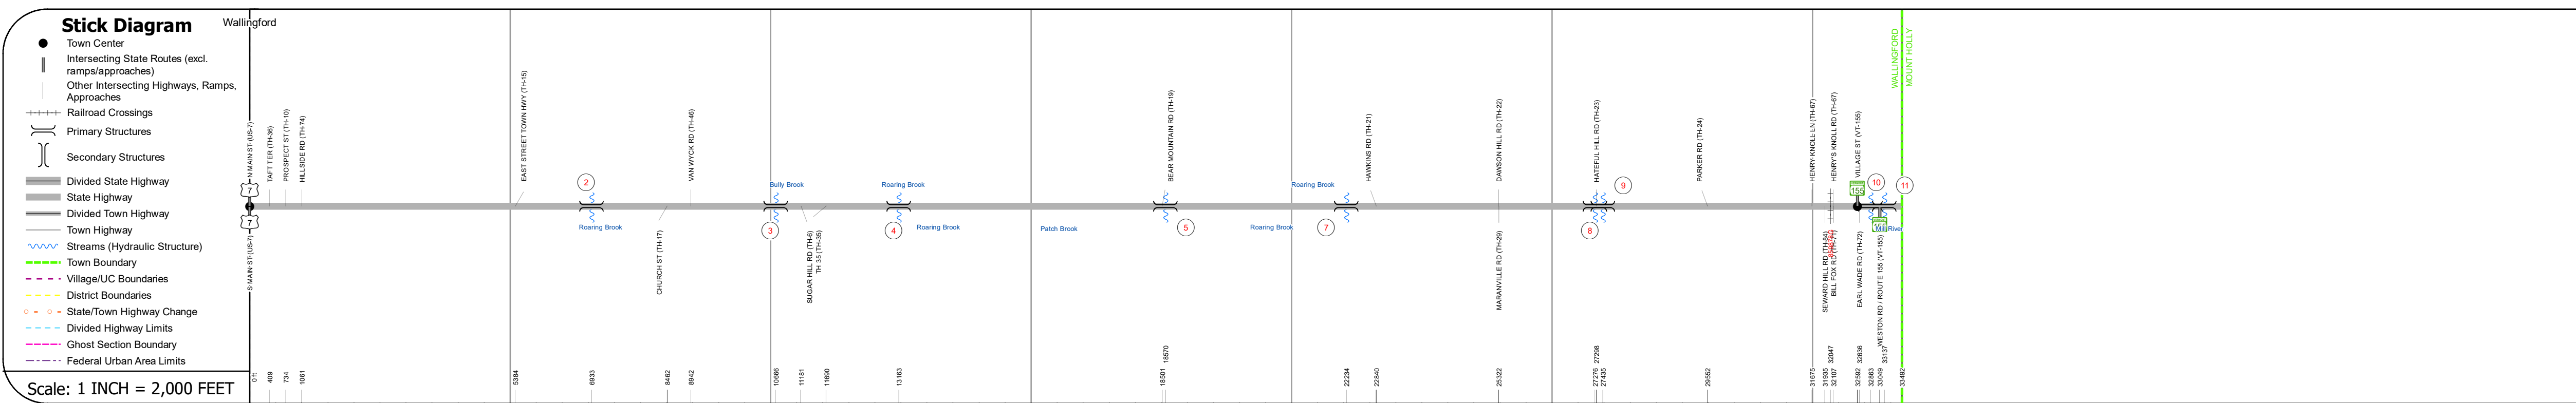 Stick Diagram
Town Center
Intersecting State Routes (excl.
ramps/approaches)
Other Intersecting Highways, Ramps,
Approaches
Railroad Crossings
Primary Structures
Secondary Structures
Divided State Highway
State Highway
Divided Town Highway
Town Highway
Streams (Hydraulic Structure)
Town Boundary
Village/UC Boundaries
District Boundaries
State/Town Highway Change
Divided Highway Limits
Ghost Section Boundary
Federal Urban Area Limits
Scale: 1 INCH = 2,000 FEET
Wallingford
N MAIN ST (US-7)
TAFT TER (TH-36)
PROSPECT ST (TH-10)
HILLSIDE RD (TH-74)
EAST STREET TOWN HWY (TH-15)
VAN WYCK RD (TH-46)
BEAR MOUNTAIN RD (TH-19)
HAWKINS RD (TH-21)
DAWSON HILL RD (TH-22)
HATEFUL HILL RD (TH-23)
PARKER RD (TH-24)
HENRY KNOLL LN (TH-67)
HENRY'S KNOLL RD (TH-67)
VILLAGE ST (VT-155)
WALLINGFORD
MOUNT HOLLY
7
7
2
Bully Brook
Roaring Brook
Roaring Brook
9
155
10
11
Roaring Brook
3
4
Roaring Brook
Patch Brook
5
Roaring Brook
7
8
Mill River
S MAIN ST (US-7)
CHURCH ST (TH-17)
SUGAR HILL RD (TH-6)
TH 35 (TH-35)
MARANVILLE RD (TH-29)
SEWARD HILL RD (TH-84)
BILL FOX RD (TH-71)
EARL WADE RD (TH-72)
WESTON RD / ROUTE 155 (VT-155)
0 ft
409
734
1061
5384
6933
8462
8942
10666
11181
11690
13163
18501
18570
22234
22840
25322
27276
27298
27435
29552
31675
31935
32047
32107
32592
32636
32863
33049
33137
33492